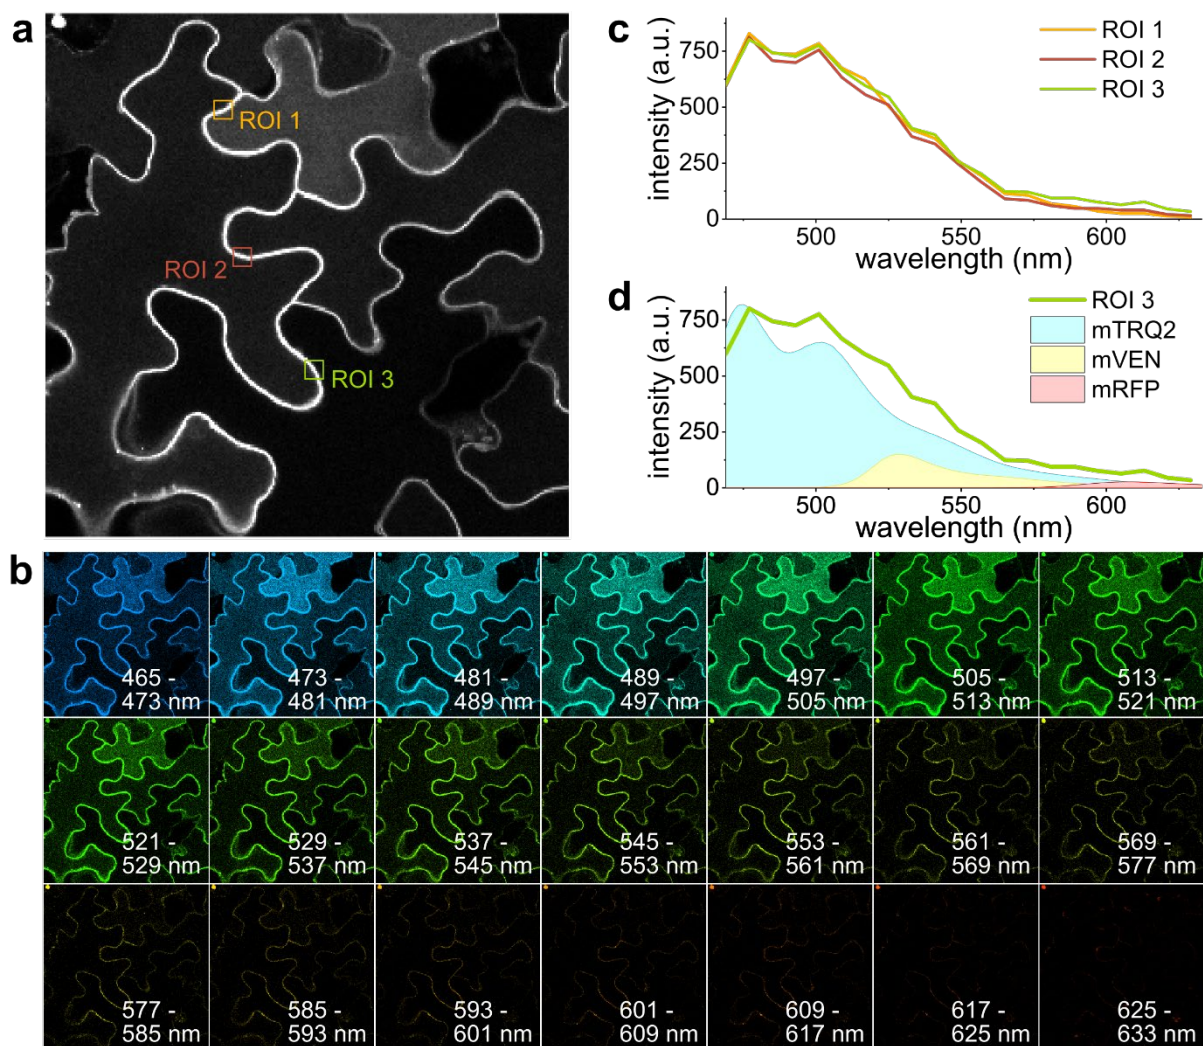 a
ROI 1
ROI 2
ROI 3
c
intensity (a.u.)
750
500
250
0
500
550
600
wavelength (nm)
ROI 1
ROI 2
ROI 3
d
intensity (a.u.)
750
500
250
0
500
550
600
wavelength (nm)
ROI 3
mTRQ2
mVEN
mRFP
b
465 -
473 nm
473 -
481 nm
481 -
489 nm
489 -
497 nm
497 -
505 nm
505 -
513 nm
513 -
521 nm
521 -
529 nm
529 -
537 nm
537 -
545 nm
545 -
553 nm
553 -
561 nm
561 -
569 nm
569 -
577 nm
577 -
585 nm
585 -
593 nm
593 -
601 nm
601 -
609 nm
609 -
617 nm
617 -
625 nm
625 -
633 nm